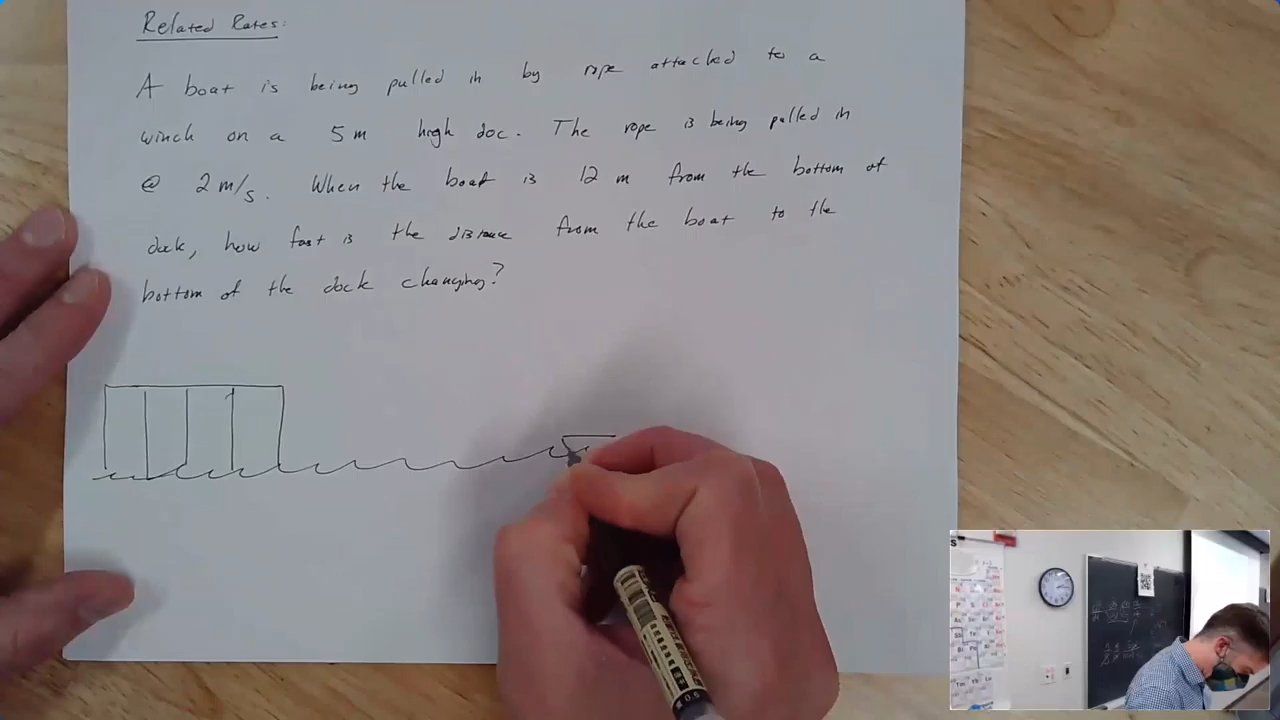 Related Rates:
A boat is being pulled in by rope attached to a
winch on a 5 m high doc. The rope is being pulled in
@ 2 m/s. When the boat is 12 m from the bottom of
dock, how fast is the distance from the boat to the
bottom of the dock changing?
0.5